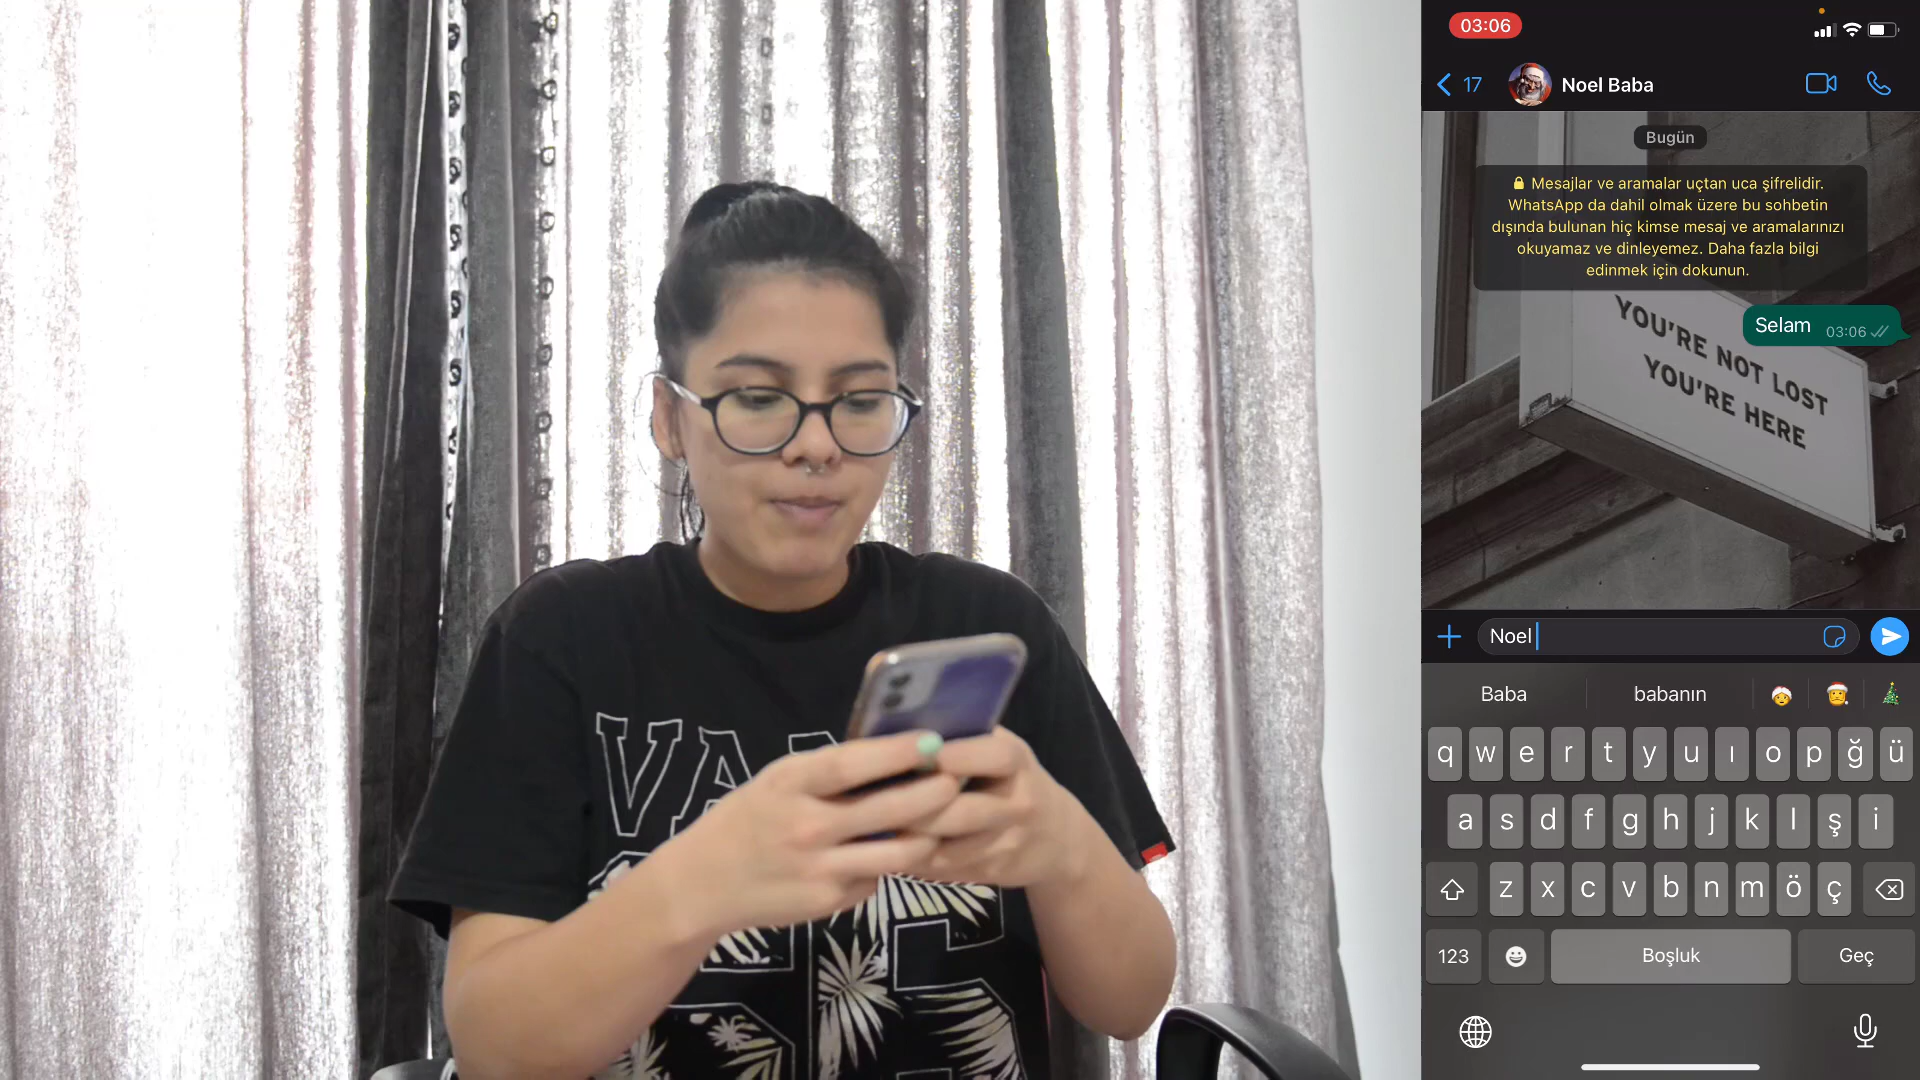 03:06
17
Noel Baba
Bugün
Mesajlar ve aramalar uçtan uca şifrelidir.
WhatsApp da dahil olmak üzere bu sohbetin
dışında bulunan hiç kimse mesaj ve aramalarınızı
okuyamaz ve dinleyemez. Daha fazla bilgi
edinmek için dokunun.
Selam 03:06
YOU'RE NOT LOST
YOU'RE HERE
Noel
Baba babanın
q w e r t y u ı o p ğ ü
a s d f g h j k l ş i
z x c v b n m ö ç
123 Boşluk Geç